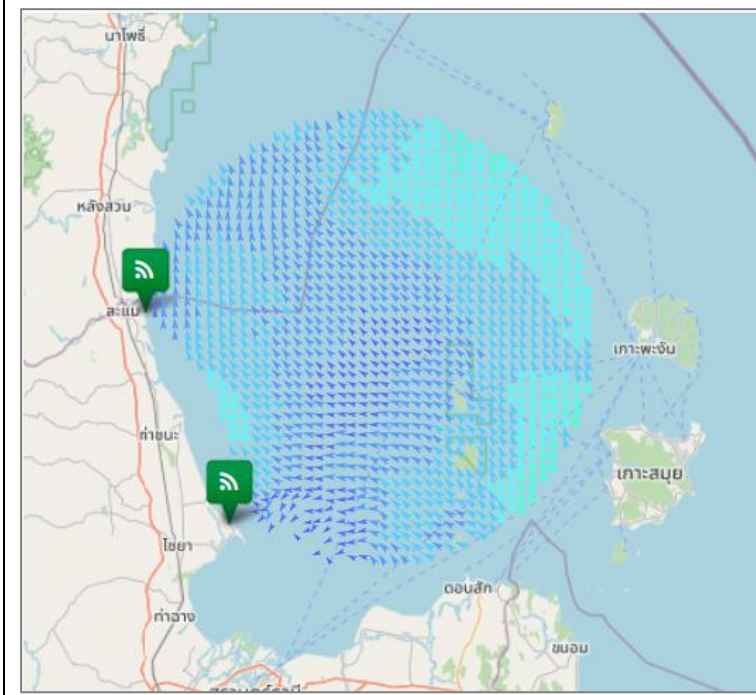 นาโพธิ์
หลังสวน
ละแม
เกาะพะงัน
ท่าชนะ
เกาะสมุย
ไชยา
ดอนสัก
ท่าฉาง
ขนอม